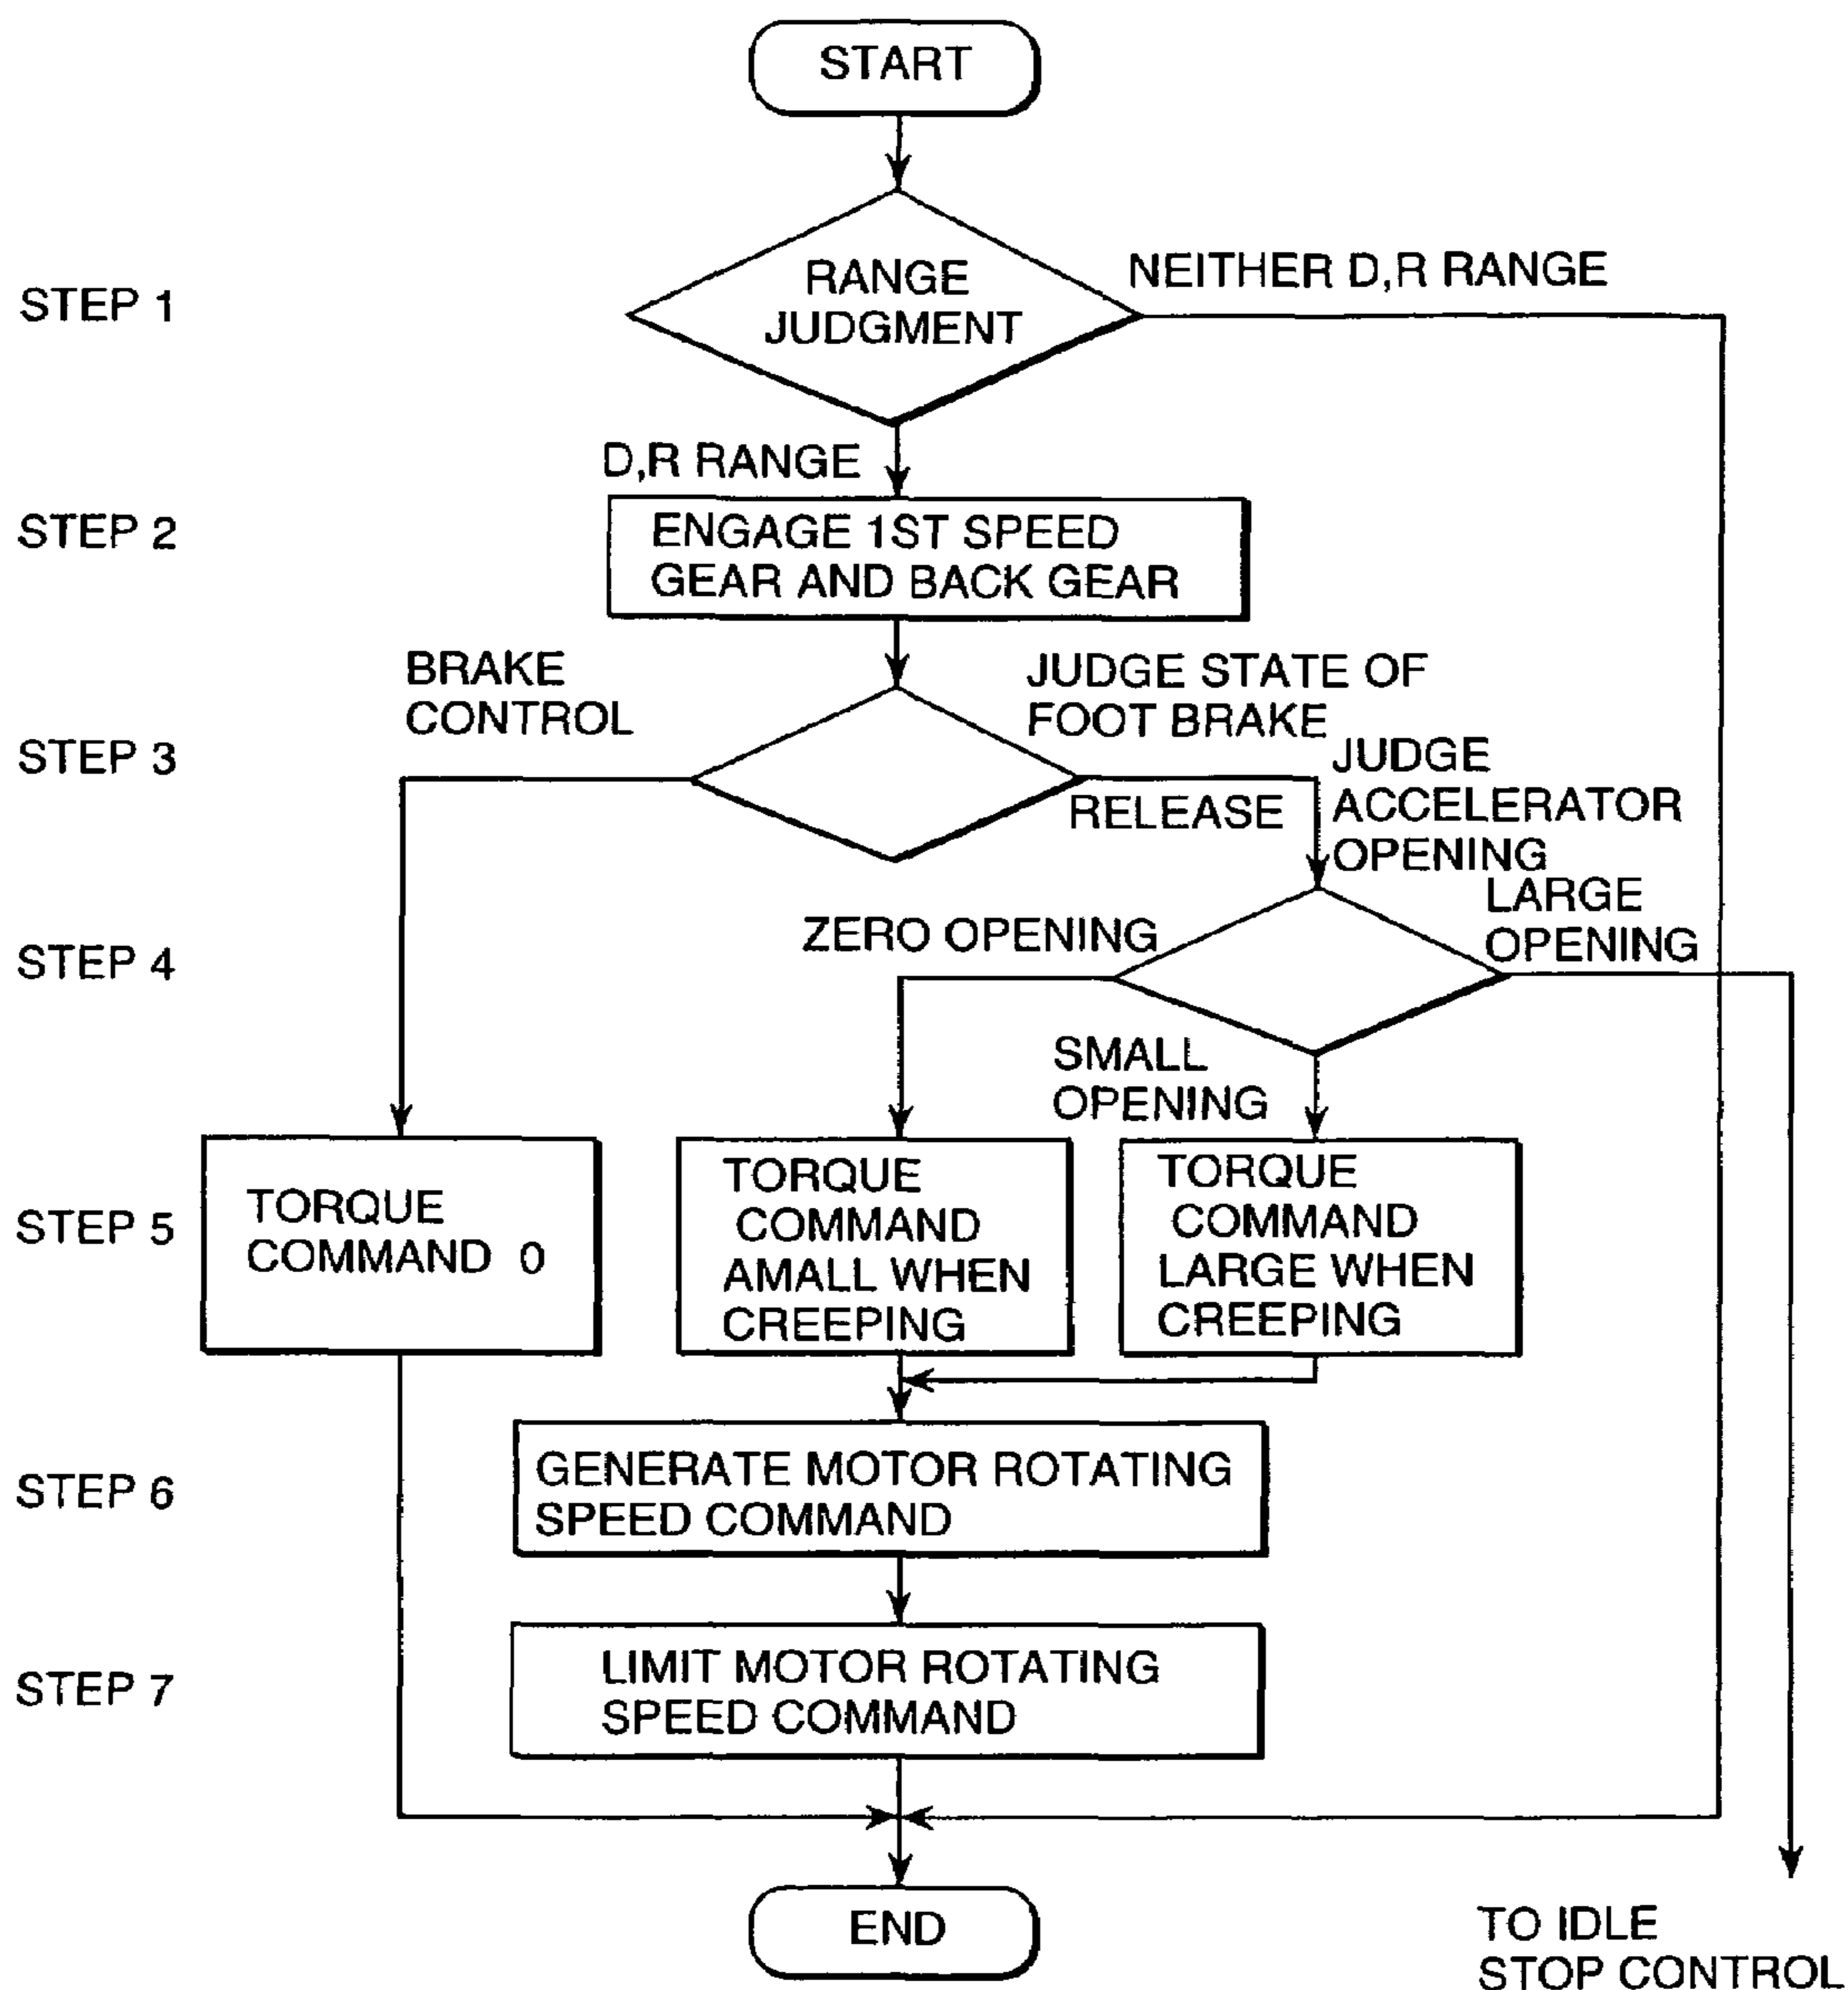 START
STEP 1
RANGE
JUDGMENT
NEITHER D,R RANGE
D,R RANGE
STEP 2
ENGAGE 1ST SPEED
GEAR AND BACK GEAR
BRAKE
CONTROL
JUDGE STATE OF
FOOT BRAKE
STEP 3
RELEASE
JUDGE
ACCELERATOR
OPENING
STEP 4
ZERO OPENING
LARGE
OPENING
SMALL
OPENING
STEP 5
TORQUE
COMMAND 0
TORQUE
COMMAND
AMALL WHEN
CREEPING
TORQUE
COMMAND
LARGE WHEN
CREEPING
STEP 6
GENERATE MOTOR ROTATING
SPEED COMMAND
STEP 7
LIMIT MOTOR ROTATING
SPEED COMMAND
END
TO IDLE
STOP CONTROL